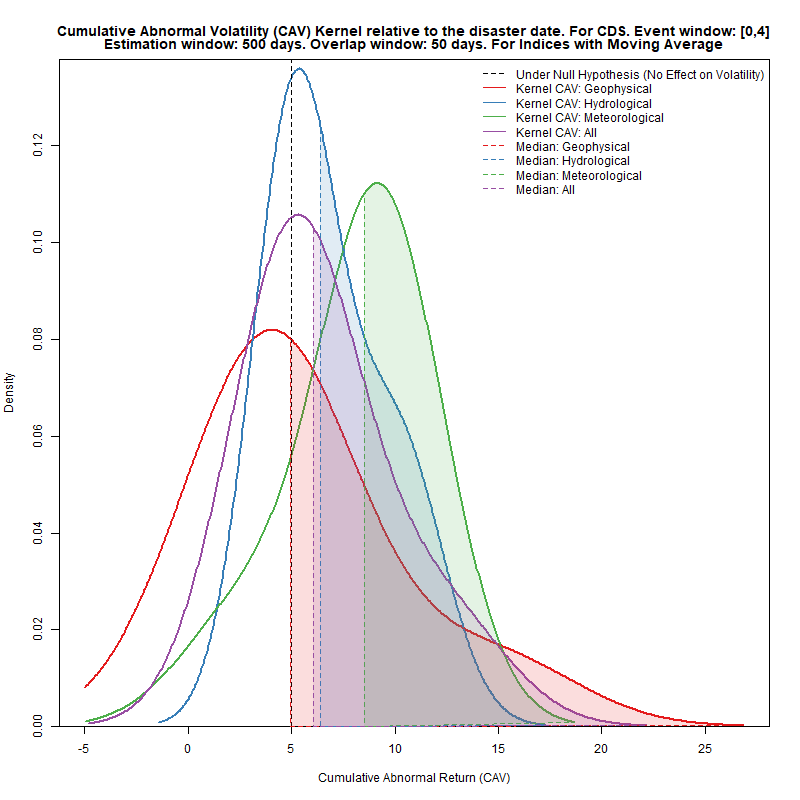 Cumulative Abnormal Volatility (CAV) Kernel relative to the disaster date. For CDS. Event window: [0,4]
Estimation window: 500 days. Overlap window: 50 days. For Indices with Moving Average
Under Null Hypothesis (No Effect on Volatility)
Kernel CAV: Geophysical
Kernel CAV: Hydrological
Kernel CAV: Meteorological
Kernel CAV: All
Median: Geophysical
Median: Hydrological
Median: Meteorological
Median: All
0.12
0.10
0.08
0.06
0.04
0.02
0.00
Density
-5 0 5 10 15 20 25
Cumulative Abnormal Return (CAV)